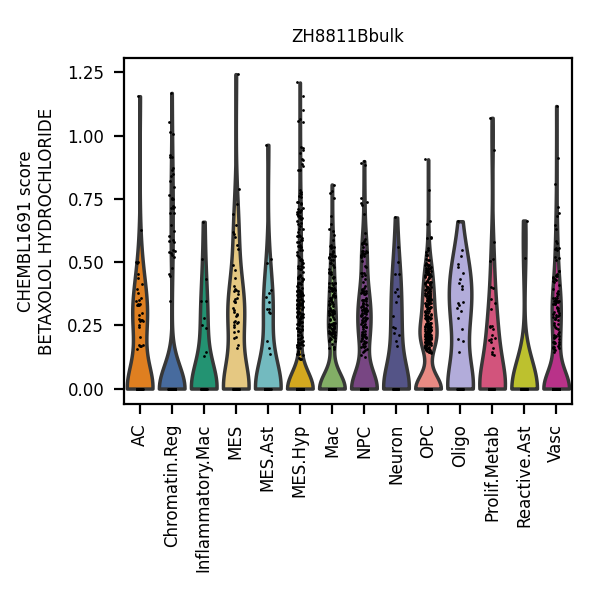 ZH8811Bbulk
CHEMBL1691 score
BETAXOLOL HYDROCHLORIDE
1.25
1.00
0.75
0.50
0.25
0.00
AC
Chromatin.Reg
Inflammatory.Mac
MES
MES.Ast
MES.Hyp
Mac
NPC
Neuron
OPC
Oligo
Prolif.Metab
Reactive.Ast
Vasc